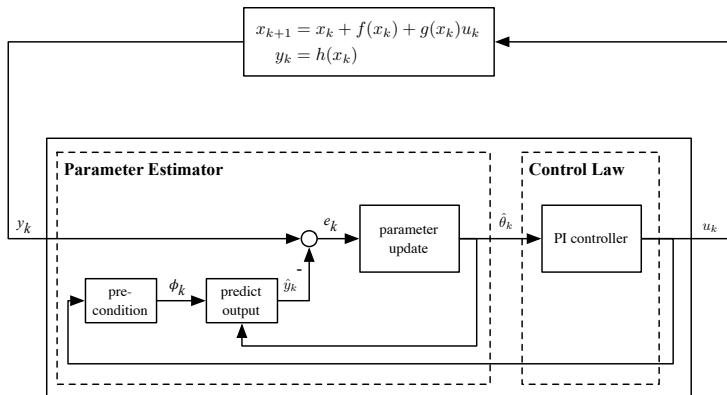 x_{k+1} = x_k + f(x_k) + g(x_k)u_k
y_k = h(x_k)
Parameter Estimator
Control Law
y_k
e_k
parameter
update
θ̂_k
PI controller
u_k
pre-
condition
ϕ_k
predict
output
ŷ_k
-